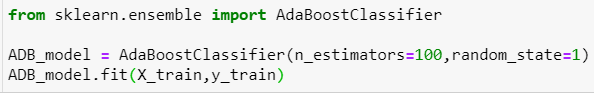 from sklearn.ensemble import AdaBoostClassifier
ADB_model = AdaBoostClassifier(n_estimators=100,random_state=1)
ADB_model.fit(X_train,y_train)